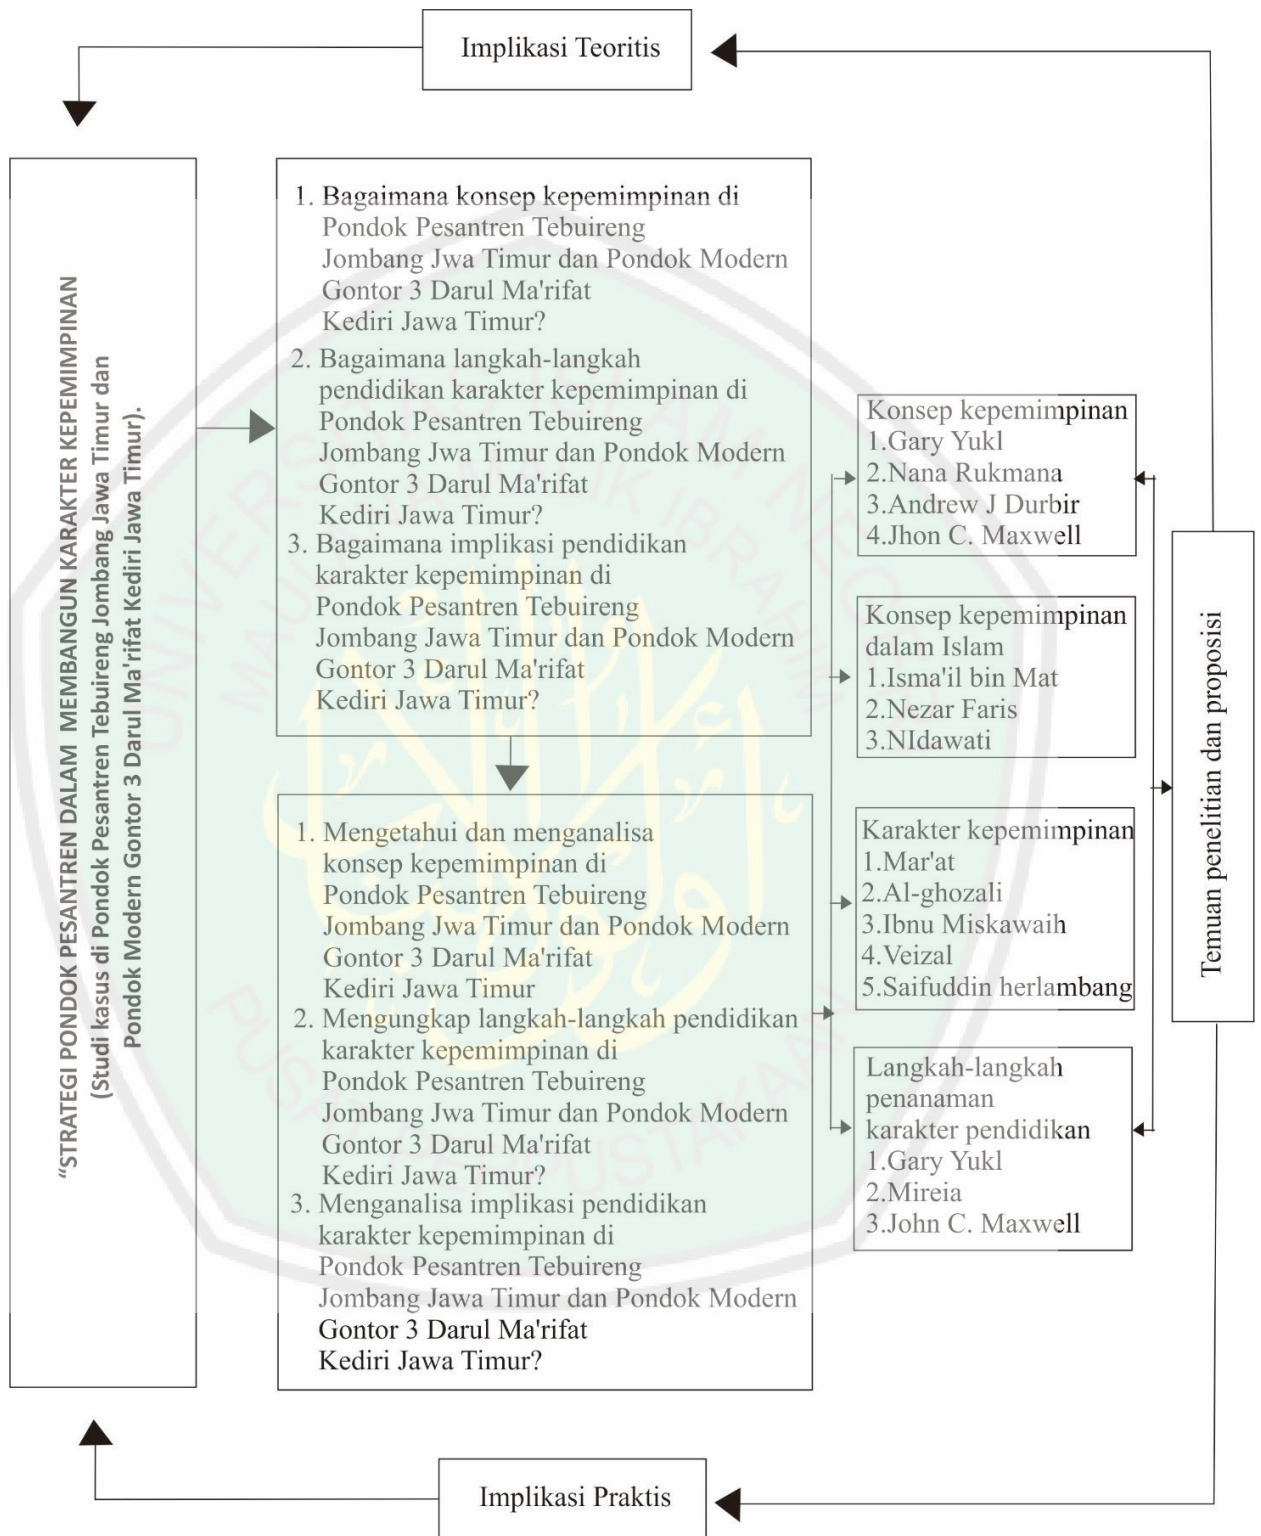 Implikasi Teoritis
“STRATEGI PONDOK PESANTREN DALAM MEMBANGUN KARAKTER KEPEMIMPINAN
(Studi kasus di Pondok Pesantren Tebuireng Jombang Jawa Timur dan
Pondok Modern Gontor 3 Darul Ma'rifat Kediri Jawa Timur).
1. Bagaimana konsep kepemimpinan di
Pondok Pesantren Tebuireng
Jombang Jwa Timur dan Pondok Modern
Gontor 3 Darul Ma'rifat
Kediri Jawa Timur?
2. Bagaimana langkah-langkah
pendidikan karakter kepemimpinan di
Pondok Pesantren Tebuireng
Jombang Jwa Timur dan Pondok Modern
Gontor 3 Darul Ma'rifat
Kediri Jawa Timur?
3. Bagaimana implikasi pendidikan
karakter kepemimpinan di
Pondok Pesantren Tebuireng
Jombang Jawa Timur dan Pondok Modern
Gontor 3 Darul Ma'rifat
Kediri Jawa Timur?
1. Mengetahui dan menganalisa
konsep kepemimpinan di
Pondok Pesantren Tebuireng
Jombang Jwa Timur dan Pondok Modern
Gontor 3 Darul Ma'rifat
Kediri Jawa Timur
2. Mengungkap langkah-langkah pendidikan
karakter kepemimpinan di
Pondok Pesantren Tebuireng
Jombang Jwa Timur dan Pondok Modern
Gontor 3 Darul Ma'rifat
Kediri Jawa Timur?
3. Menganalisa implikasi pendidikan
karakter kepemimpinan di
Pondok Pesantren Tebuireng
Jombang Jawa Timur dan Pondok Modern
Gontor 3 Darul Ma'rifat
Kediri Jawa Timur?
Konsep kepemimpinan
1.Gary Yukl
2.Nana Rukmana
3.Andrew J Durbir
4.Jhon C. Maxwell
Konsep kepemimpinan
dalam Islam
1.Isma'il bin Mat
2.Nezar Faris
3.NIdawati
Karakter kepemimpinan
1.Mar'at
2.Al-ghozali
3.Ibnu Miskawaih
4.Veizal
5.Saifuddin herlambang
Langkah-langkah
penanaman
karakter pendidikan
1.Gary Yukl
2.Mireia
3.John C. Maxwell
Temuan penelitian dan proposisi
Implikasi Praktis
UNIVERSITAS ISLAM NEGERI
MAULANA MALIK IBRAHIM
PUSAT PERPUSTAKAAN